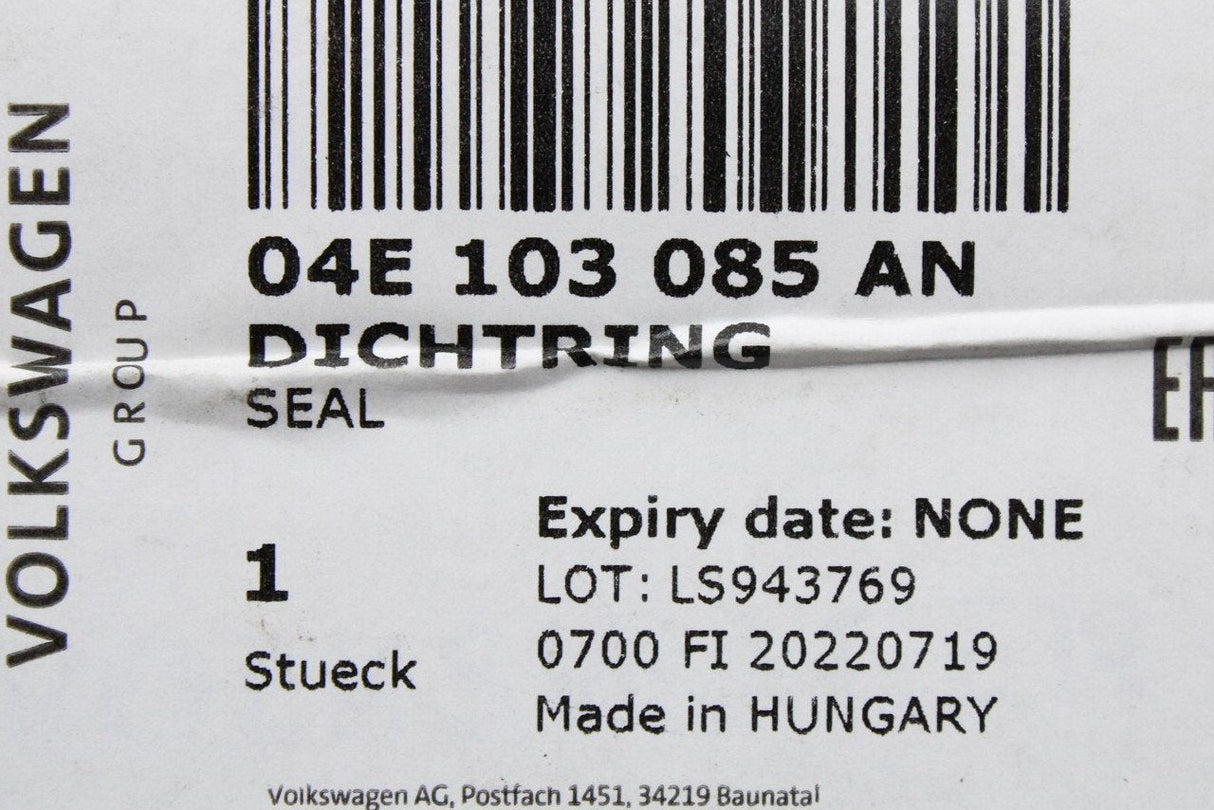 VOLKSWAGEN
GROUP
04E 103 085 AN
DICHTRING
SEAL
1
Stueck
Expiry date: NONE
LOT: LS943769
0700 FI 20220719
Made in HUNGARY
Volkswagen AG, Postfach 1451, 34219 Baunatal